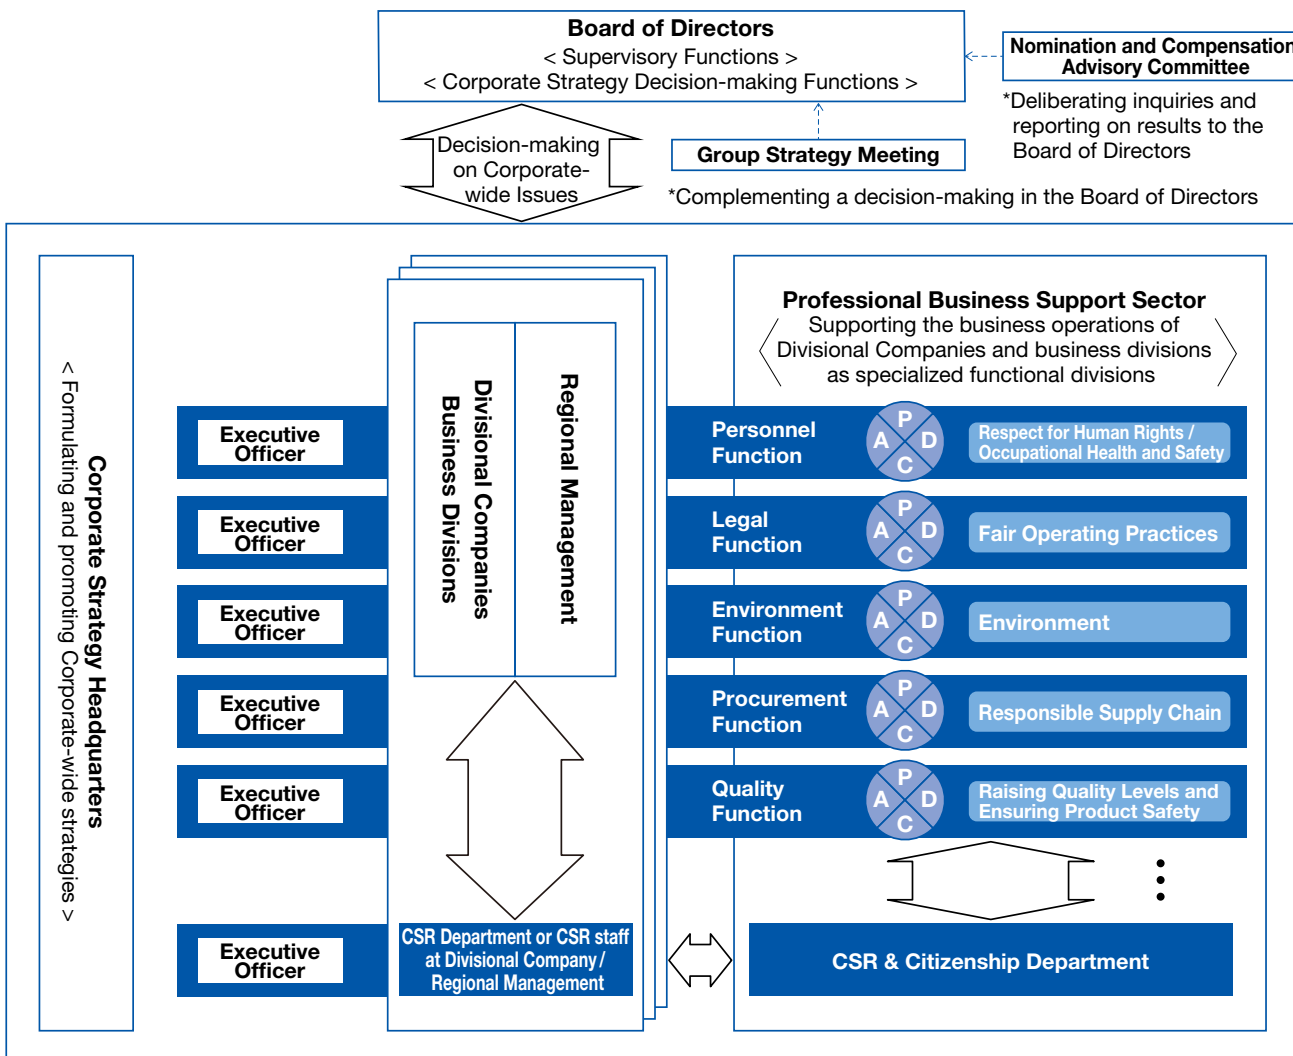 Board of Directors
< Supervisory Functions >
< Corporate Strategy Decision-making Functions >
Nomination and Compensation
Advisory Committee
*Deliberating inquiries and
reporting on results to the
Board of Directors
Decision-making
on Corporate-
wide Issues
Group Strategy Meeting
*Complementing a decision-making in the Board of Directors
Corporate Strategy Headquarters
< Formulating and promoting Corporate-wide strategies >
Divisional Companies
Business Divisions
Regional Management
Professional Business Support Sector
Supporting the business operations of
Divisional Companies and business divisions
as specialized functional divisions
Executive
Officer
Personnel
Function
P
A D
C
Respect for Human Rights /
Occupational Health and Safety
Executive
Officer
Legal
Function
P
A D
C
Fair Operating Practices
Executive
Officer
Environment
Function
P
A D
C
Environment
Executive
Officer
Procurement
Function
P
A D
C
Responsible Supply Chain
Executive
Officer
Quality
Function
P
A D
C
Raising Quality Levels and
Ensuring Product Safety
Executive
Officer
CSR Department or CSR staff
at Divisional Company /
Regional Management
CSR & Citizenship Department